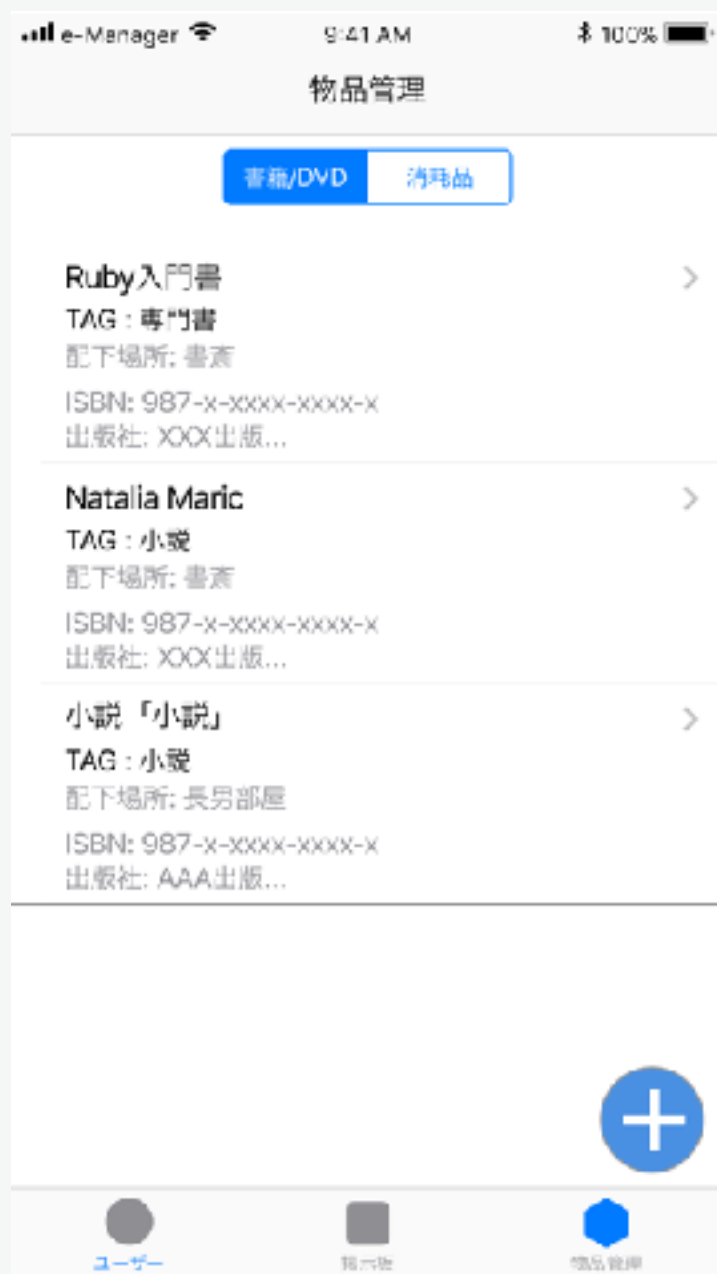 e-Manager 9:41 AM 100%
物品管理
書籍/DVD 消耗品
Ruby入門書
TAG : 専門書
配下場所: 書斎
ISBN: 987-x-xxxx-xxxx-x
出版社: XXX出版...
Natalia Maric
TAG : 小説
配下場所: 書斎
ISBN: 987-x-xxxx-xxxx-x
出版社: XXX出版...
小説「小説」
TAG : 小説
配下場所: 長男部屋
ISBN: 987-x-xxxx-xxxx-x
出版社: AAA出版...
ユーザー 掲示板 物品管理